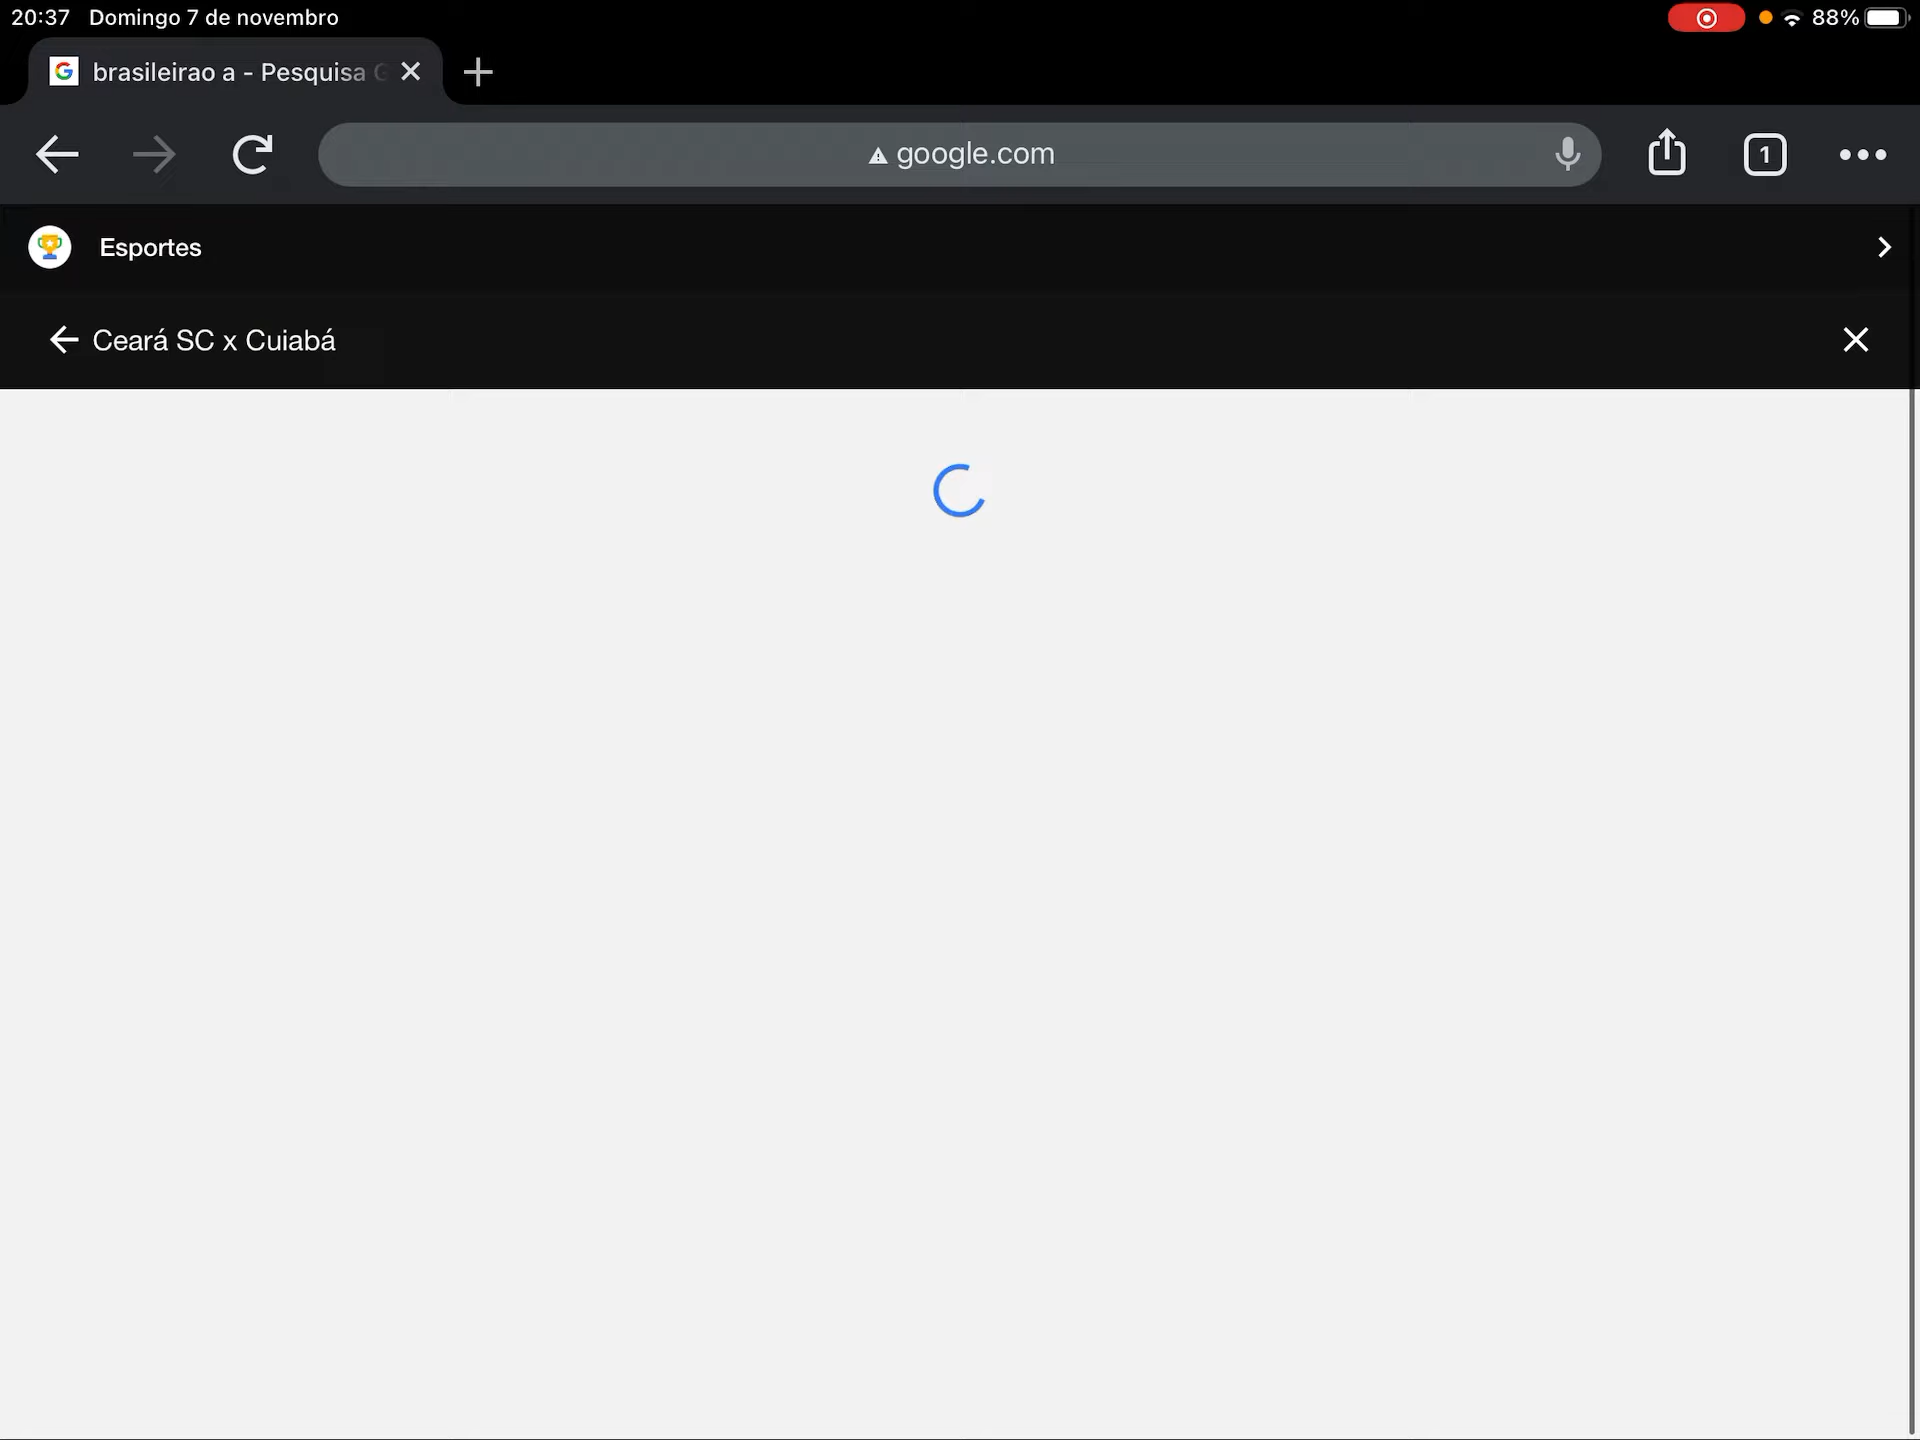 20:37 Domingo 7 de novembro 88%
brasileirao a - Pesquisa G
google.com 1
Esportes
Ceará SC x Cuiabá